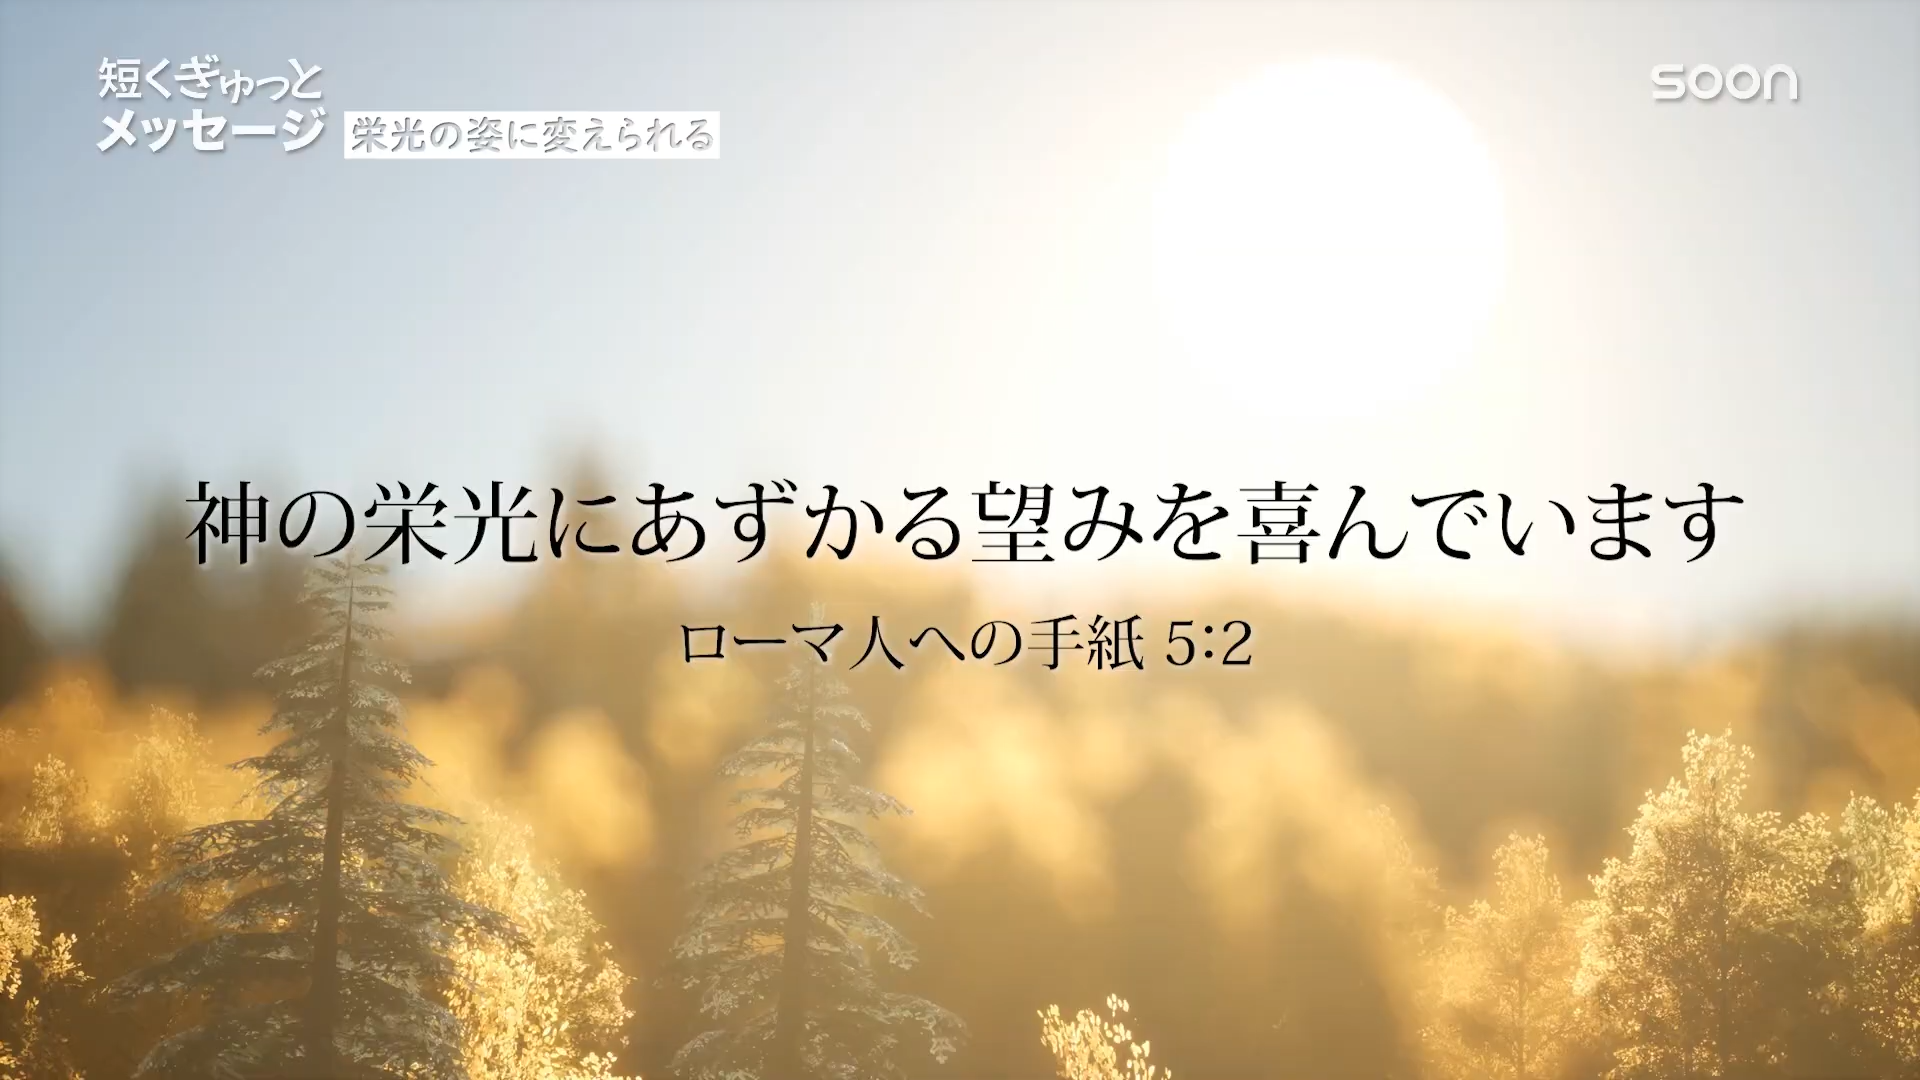 短くぎゅっと
メッセージ
栄光の姿に変えられる
soon
神の栄光にあずかる望みを喜んでいます
ローマ人への手紙 5:2